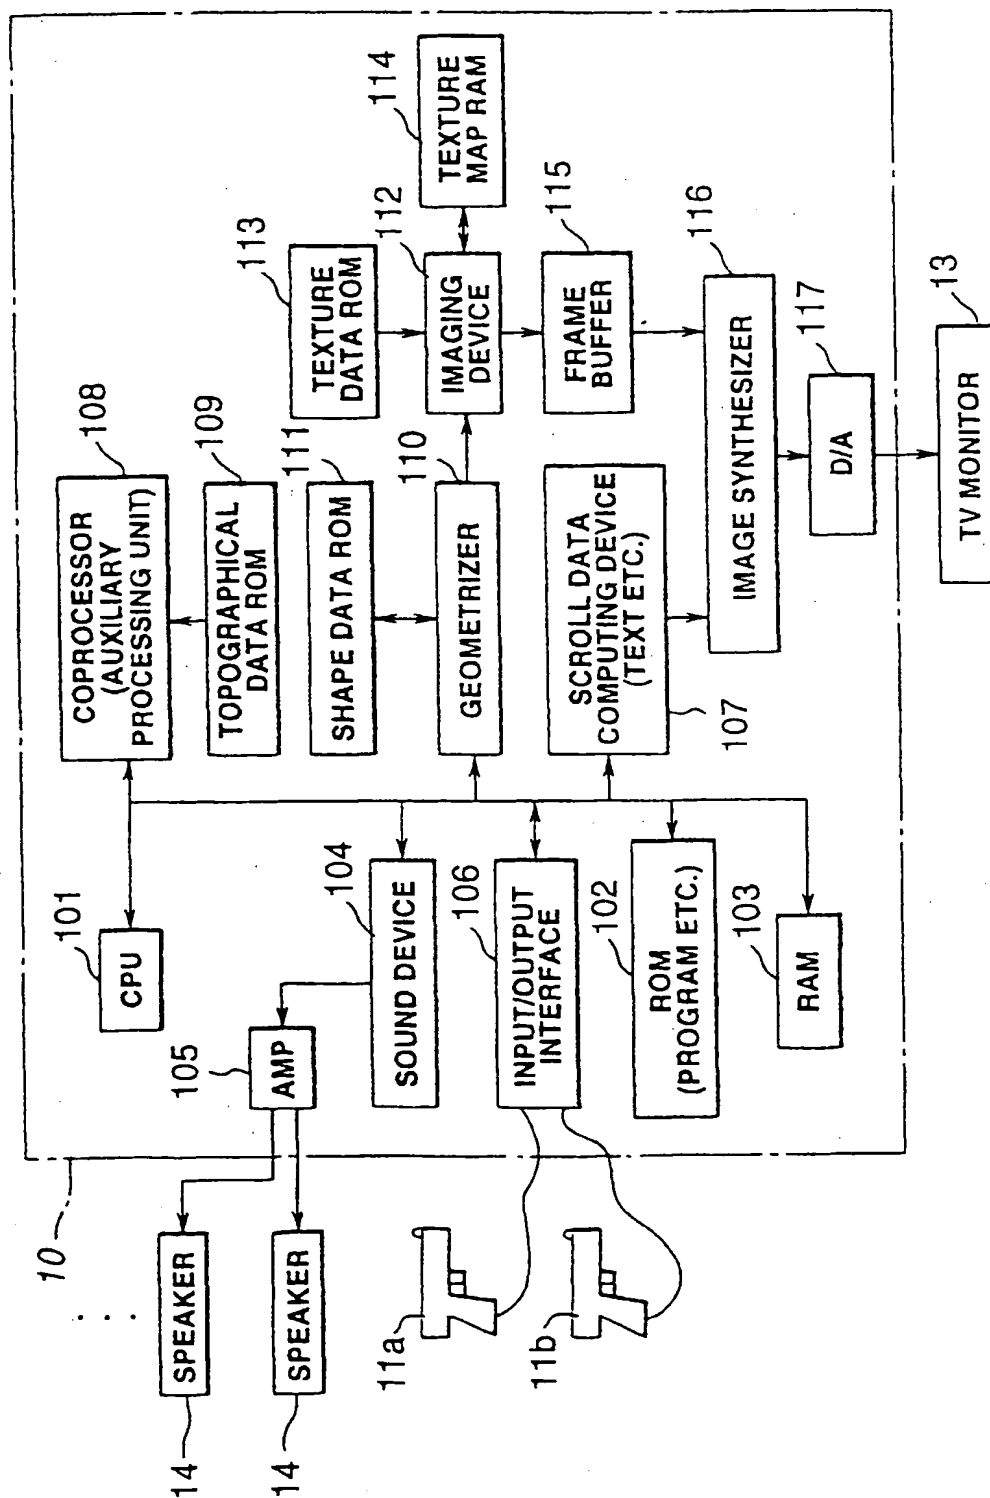 10
101
CPU
108
COPROCESSOR
(AUXILIARY
PROCESSING UNIT)
109
TOPOGRAPHICAL
DATA ROM
111
SHAPE DATA ROM
110
GEOMETRIZER
113
TEXTURE
DATA ROM
112
IMAGING
DEVICE
114
TEXTURE
MAP RAM
115
FRAME
BUFFER
107
SCROLL DATA
COMPUTING DEVICE
(TEXT ETC.)
116
IMAGE SYNTHESIZER
117
D/A
13
TV MONITOR
105
AMP
104
SOUND DEVICE
106
INPUT/OUTPUT
INTERFACE
102
ROM
(PROGRAM ETC.)
103
RAM
14
SPEAKER
14
SPEAKER
11a
11b